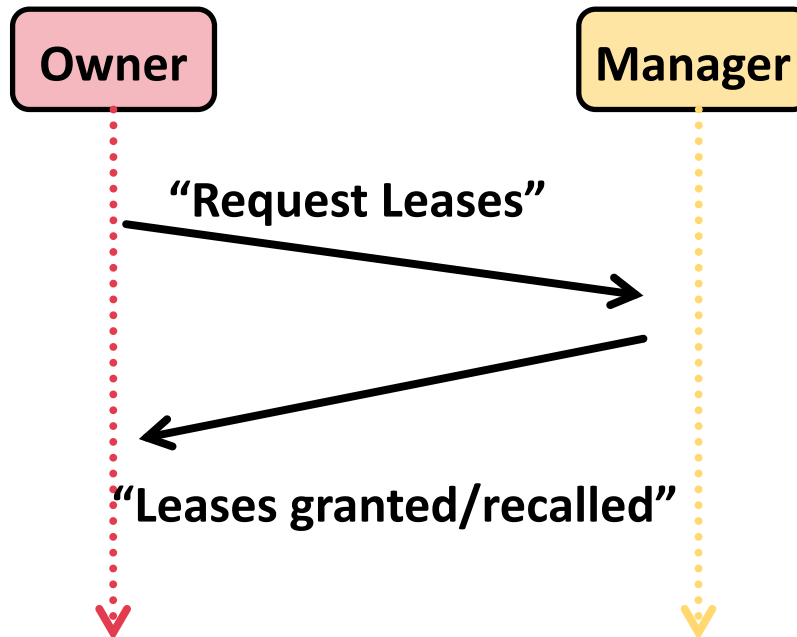 Owner
Manager
“Request Leases”
“Leases granted/recalled”